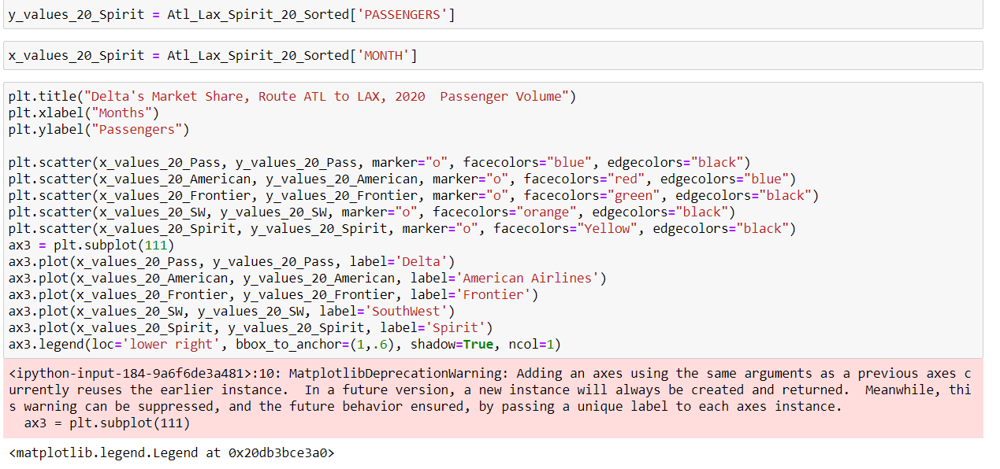 y_values_20_Spirit = Atl_Lax_Spirit_20_Sorted['PASSENGERS']
x_values_20_Spirit = Atl_Lax_Spirit_20_Sorted['MONTH']
plt.title("Delta's Market Share, Route ATL to LAX, 2020  Passenger Volume")
plt.xlabel("Months")
plt.ylabel("Passengers")
plt.scatter(x_values_20_Pass, y_values_20_Pass, marker="o", facecolors="blue", edgecolors="black")
plt.scatter(x_values_20_American, y_values_20_American, marker="o", facecolors="red", edgecolors="blue")
plt.scatter(x_values_20_Frontier, y_values_20_Frontier, marker="o", facecolors="green", edgecolors="black")
plt.scatter(x_values_20_SW, y_values_20_SW, marker="o", facecolors="orange", edgecolors="black")
plt.scatter(x_values_20_Spirit, y_values_20_Spirit, marker="o", facecolors="Yellow", edgecolors="black")
ax3 = plt.subplot(111)
ax3.plot(x_values_20_Pass, y_values_20_Pass, label='Delta')
ax3.plot(x_values_20_American, y_values_20_American, label='American Airlines')
ax3.plot(x_values_20_Frontier, y_values_20_Frontier, label='Frontier')
ax3.plot(x_values_20_SW, y_values_20_SW, label='SouthWest')
ax3.plot(x_values_20_Spirit, y_values_20_Spirit, label='Spirit')
ax3.legend(loc='lower right', bbox_to_anchor=(1,.6), shadow=True, ncol=1)
<ipython-input-184-9a6f6de3a481>:10: MatplotlibDeprecationWarning: Adding an axes using the same arguments as a previous axes c
urrently reuses the earlier instance.  In a future version, a new instance will always be created and returned.  Meanwhile, thi
s warning can be suppressed, and the future behavior ensured, by passing a unique label to each axes instance.
  ax3 = plt.subplot(111)
<matplotlib.legend.Legend at 0x20db3bce3a0>